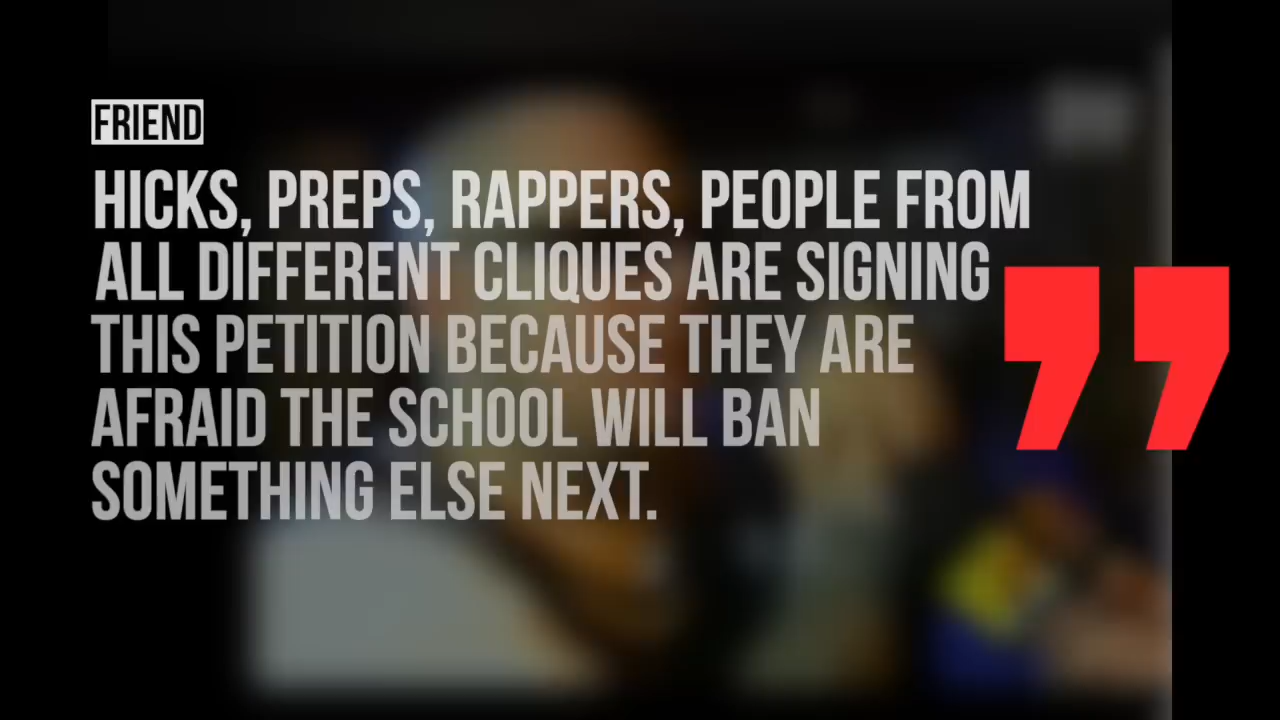 FRIEND
HICKS, PREPS, RAPPERS, PEOPLE FROM
ALL DIFFERENT CLIQUES ARE SIGNING
THIS PETITION BECAUSE THEY ARE
AFRAID THE SCHOOL WILL BAN
SOMETHING ELSE NEXT.
”